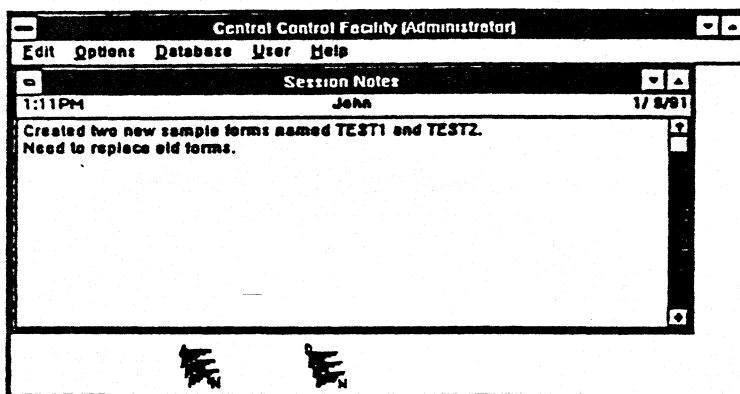 Central Control Facility (Administrator)
Edit Options Database User Help
Session Notes
1:11PM John 1/ 8/91
Created two new sample forms named TEST1 and TEST2.
Need to replace old forms.